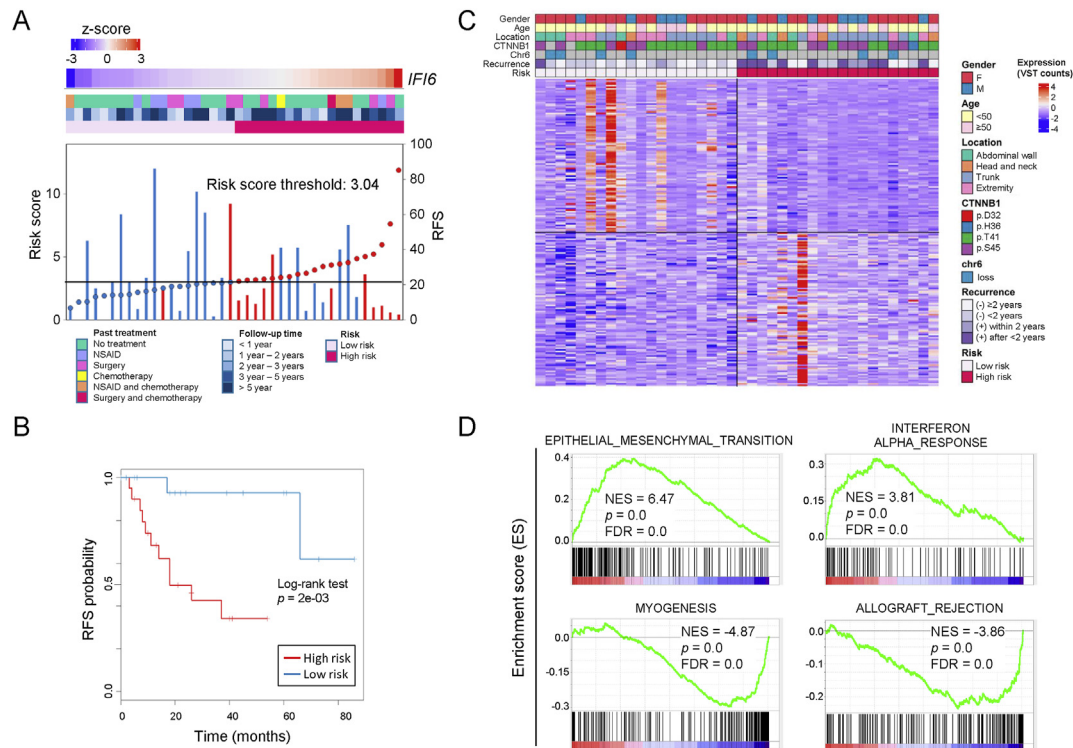 A
z-score
-3 0 3
IFI6
Risk score threshold: 3.04
Risk score
0
5
10
RFS
0
20
40
60
80
100
Past treatment
No treatment
NSAID
Surgery
Chemotherapy
NSAID and chemotherapy
Surgery and chemotherapy
Follow-up time
< 1 year
1 year – 2 years
2 year – 3 years
3 year – 5 years
> 5 year
Risk
Low risk
High risk
B
RFS probability
1.0
0.5
0.0
Log-rank test
p = 2e-03
High risk
Low risk
0 20 40 60 80
Time (months)
C
Gender
Age
Location
CTNNB1
Chr6
Recurrence
Risk
Gender
F
M
Age
<50
≥50
Location
Abdominal wall
Head and neck
Trunk
Extremity
CTNNB1
p.D32
p.H36
p.T41
p.S45
chr6
loss
Recurrence
(-) ≥2 years
(-) <2 years
(+) within 2 years
(+) after <2 years
Risk
Low risk
High risk
Expression
(VST counts)
4
2
0
-2
-4
D
Enrichment score (ES)
EPITHELIAL_MESENCHYMAL_TRANSITION
0.4
0.2
0.0
NES = 6.47
p = 0.0
FDR = 0.0
INTERFERON
ALPHA_RESPONSE
0.3
0.15
0.0
NES = 3.81
p = 0.0
FDR = 0.0
MYOGENESIS
0.0
-0.15
-0.3
NES = -4.87
p = 0.0
FDR = 0.0
ALLOGRAFT_REJECTION
0.0
-0.1
-0.2
NES = -3.86
p = 0.0
FDR = 0.0